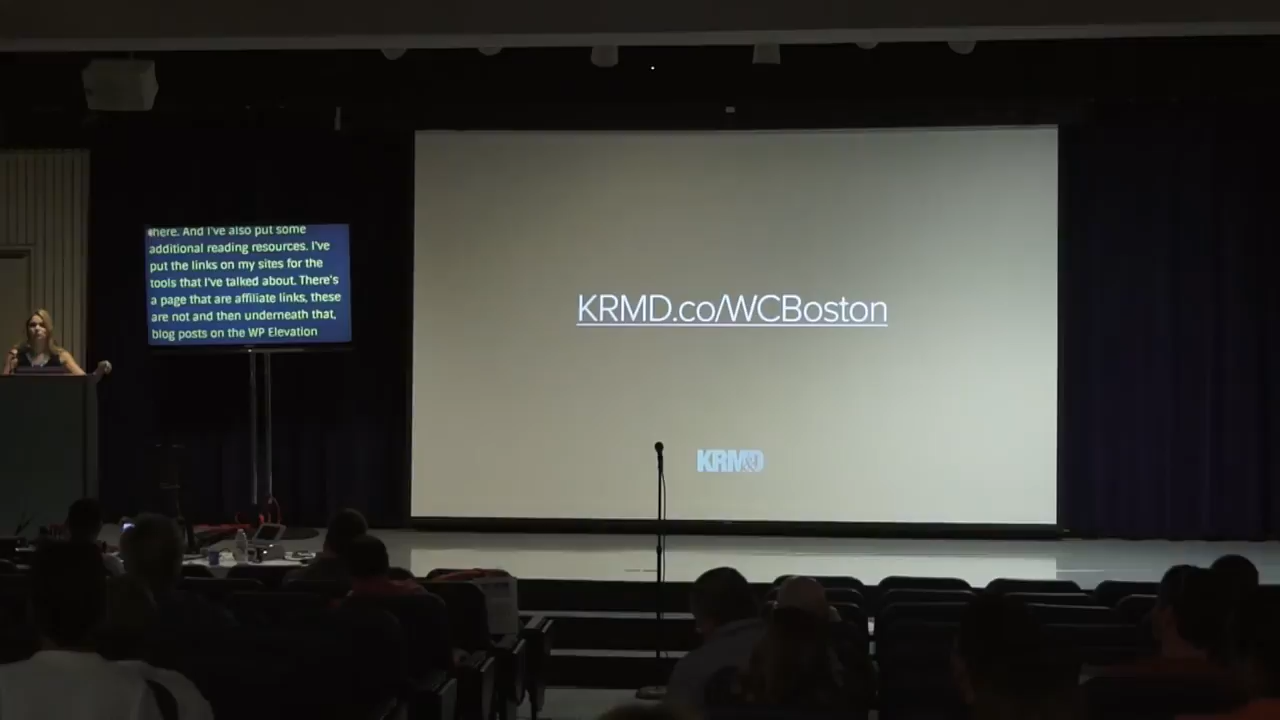 there. And I've also put some
additional reading resources. I've
put the links on my sites for the
tools that I've talked about. There's
a page that are affiliate links, these
are not and then underneath that,
blog posts on the WP Elevation
KRMD.co/WCBoston
KRM&D